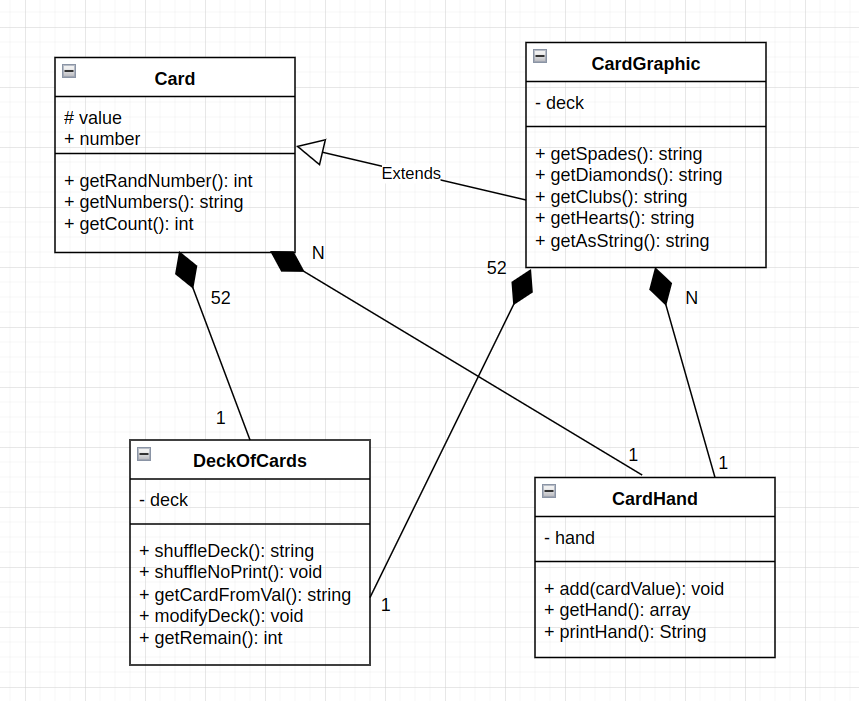 Card
# value
+ number
+ getRandNumber(): int
+ getNumbers(): string
+ getCount(): int
CardGraphic
- deck
+ getSpades(): string
+ getDiamonds(): string
+ getClubs(): string
+ getHearts(): string
+ getAsString(): string
Extends
52
N
52
N
1
1
1
1
DeckOfCards
- deck
+ shuffleDeck(): string
+ shuffleNoPrint(): void
+ getCardFromVal(): string
+ modifyDeck(): void
+ getRemain(): int
CardHand
- hand
+ add(cardValue): void
+ getHand(): array
+ printHand(): String